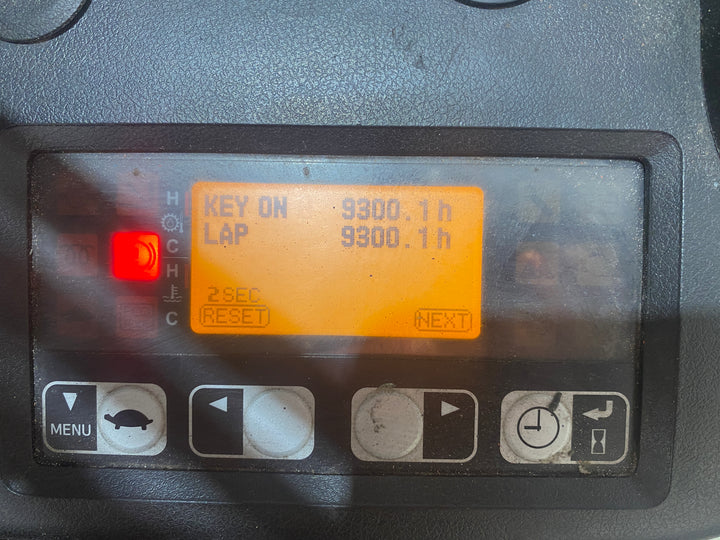 H
C
H
C
KEY ON 9300.1h
LAP 9300.1h
2SEC
RESET NEXT
MENU